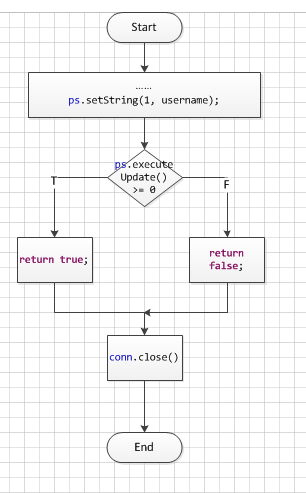 Start
......
ps.setString(1, username);
ps.execute
Update()
>= 0
T
F
return true;
return
false;
conn.close()
End